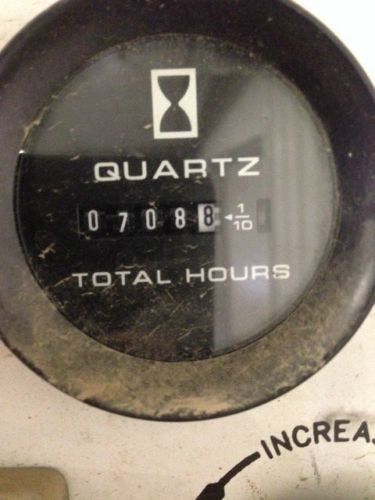 QUARTZ
07088 ◄1/10
TOTAL HOURS
INCREA